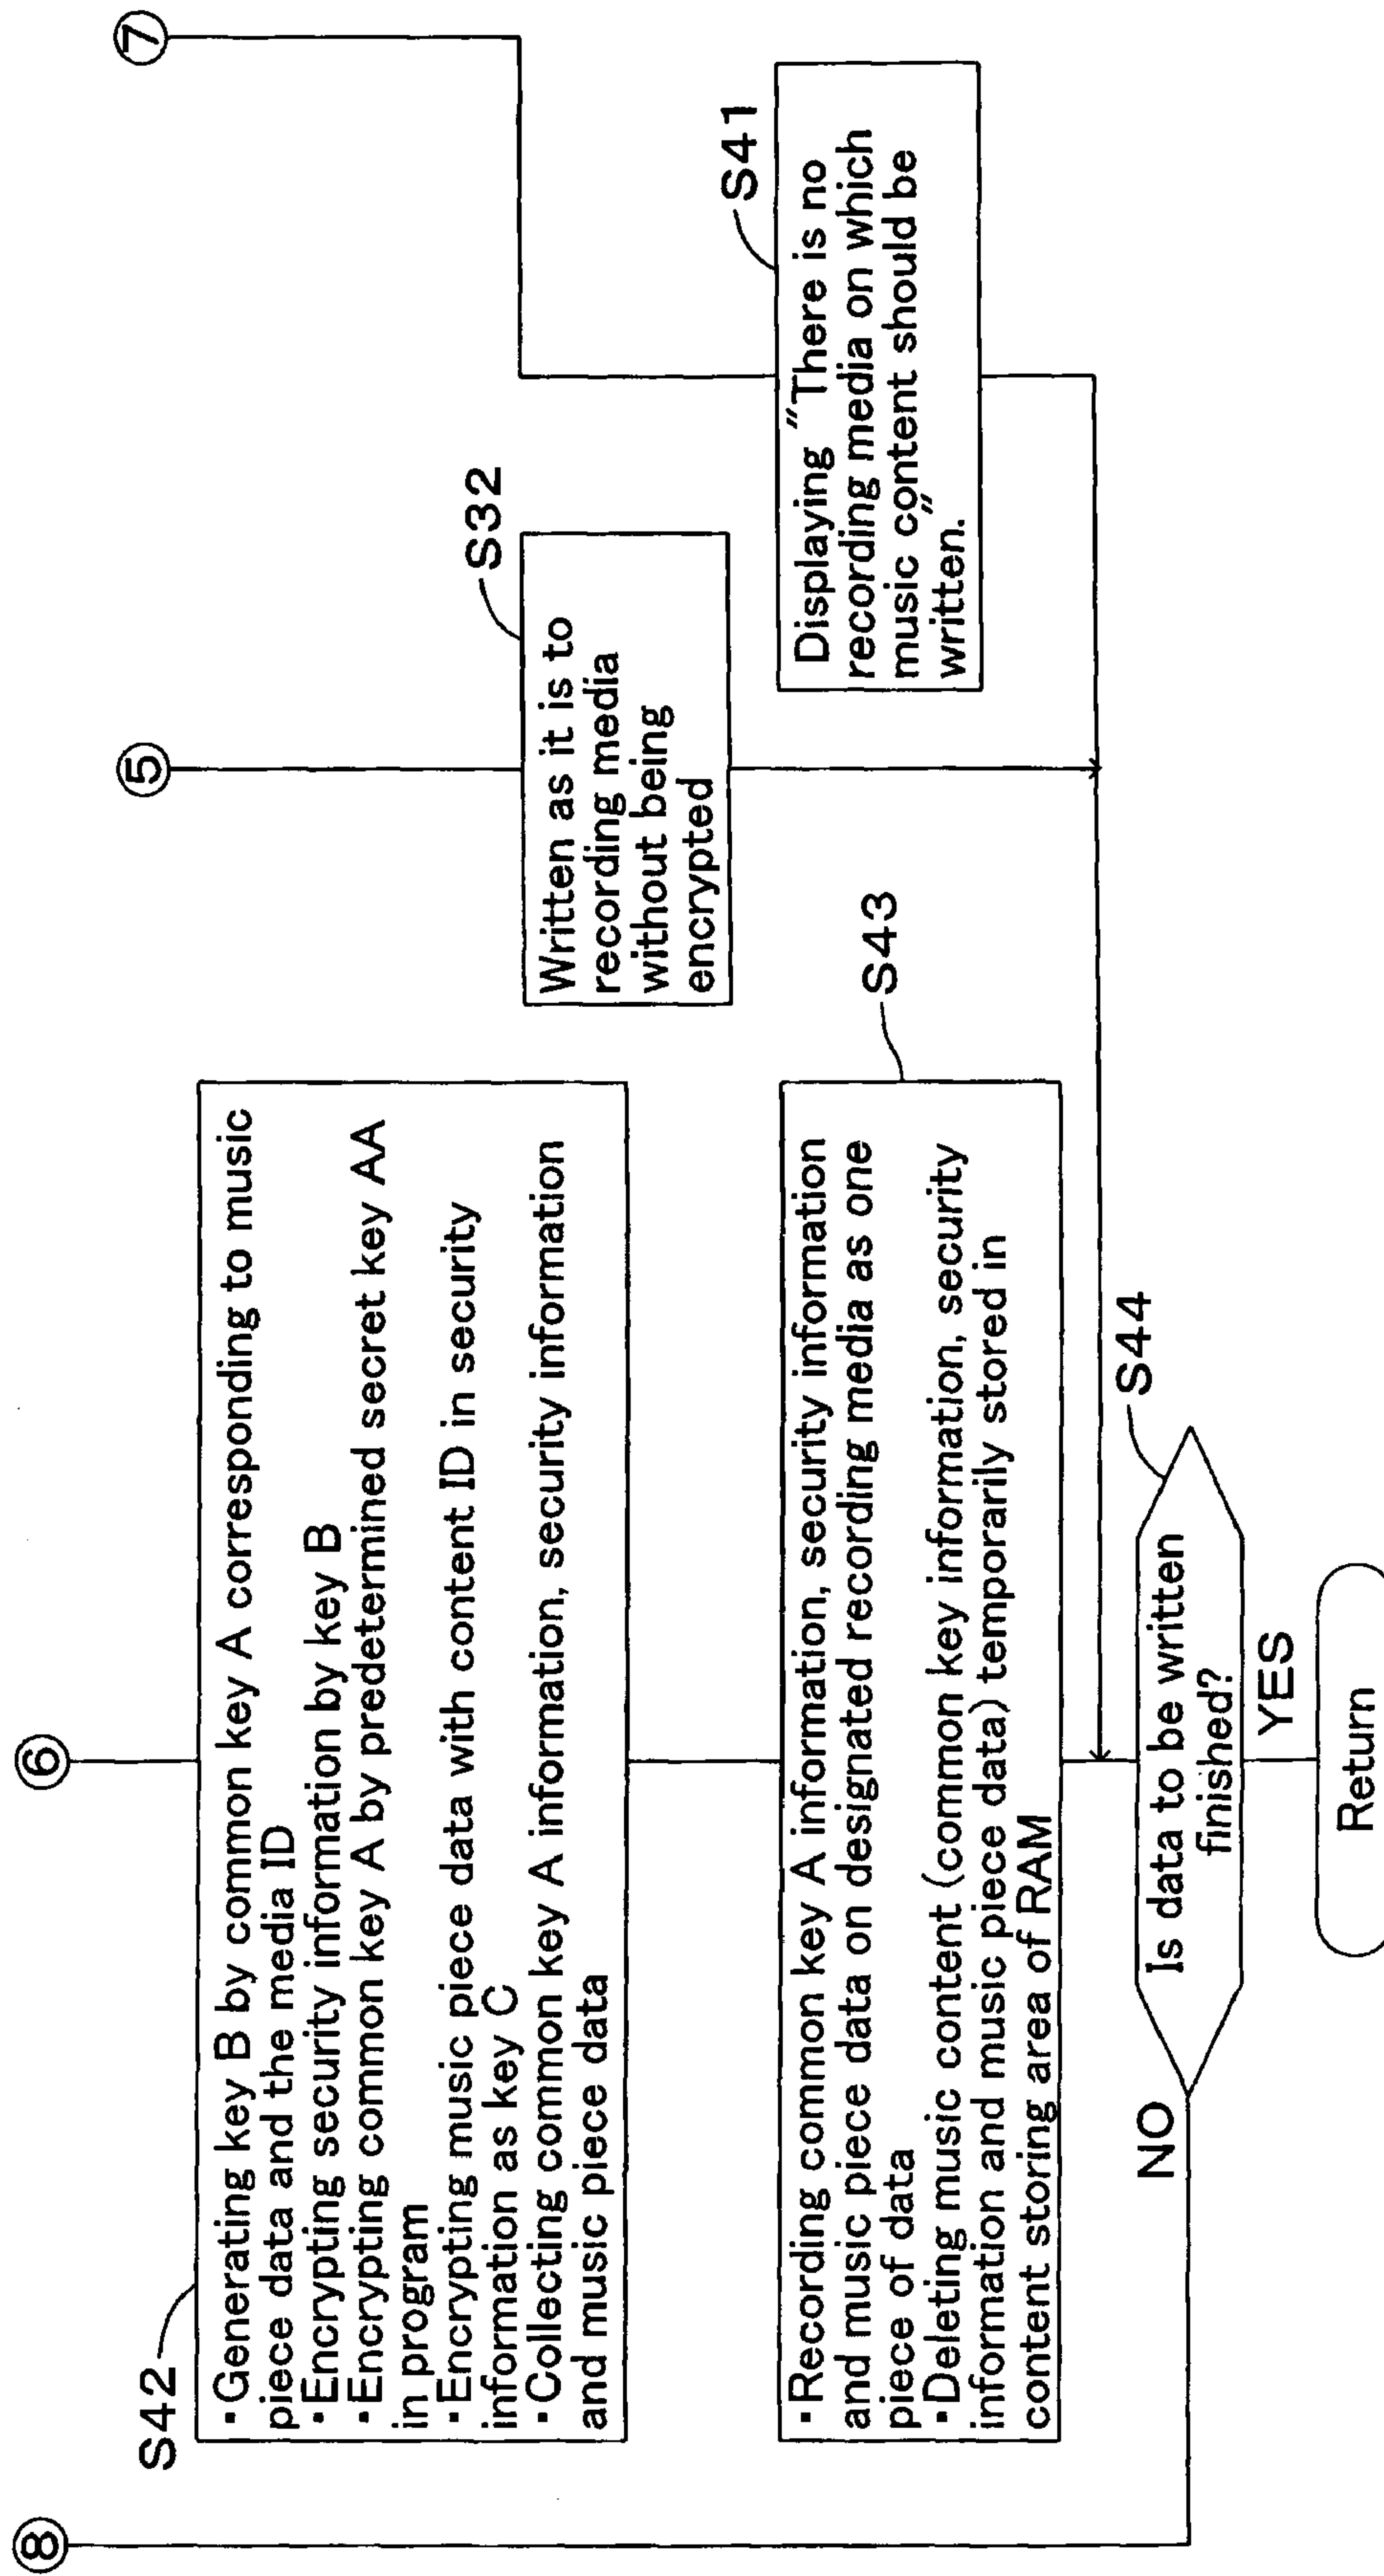 ⑧
⑥
⑤
⑦
S42
・Generating key B by common key A corresponding to music
piece data and the media ID
・Encrypting security information by key B
・Encrypting common key A by predetermined secret key AA
in program
・Encrypting music piece data with content ID in security
information as key C
・Collecting common key A information, security information
and music piece data
S32
Written as it is to
recording media
without being
encrypted
S43
・Recording common key A information, security information
and music piece data on designated recording media as one
piece of data
・Deleting music content (common key information, security
information and music piece data) temporarily stored in
content storing area of RAM
S41
Displaying "There is no
recording media on which
music content should be
written."
S44
Is data to be written
finished?
NO
YES
Return